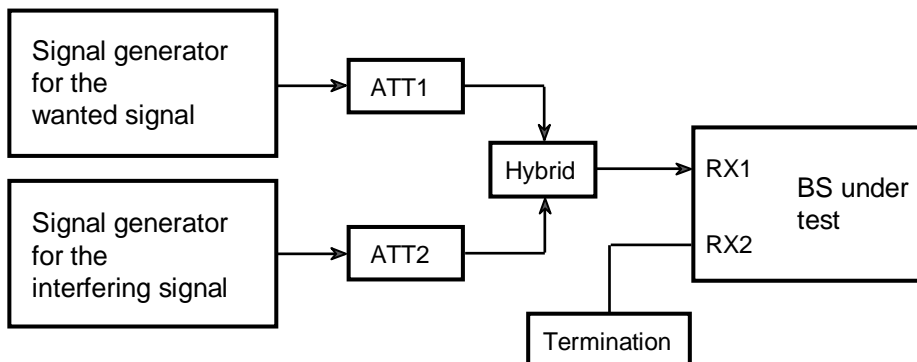 Signal generator
for the
wanted signal
ATT1
Hybrid
RX1
BS under
test
RX2
Signal generator
for the
interfering signal
ATT2
Termination